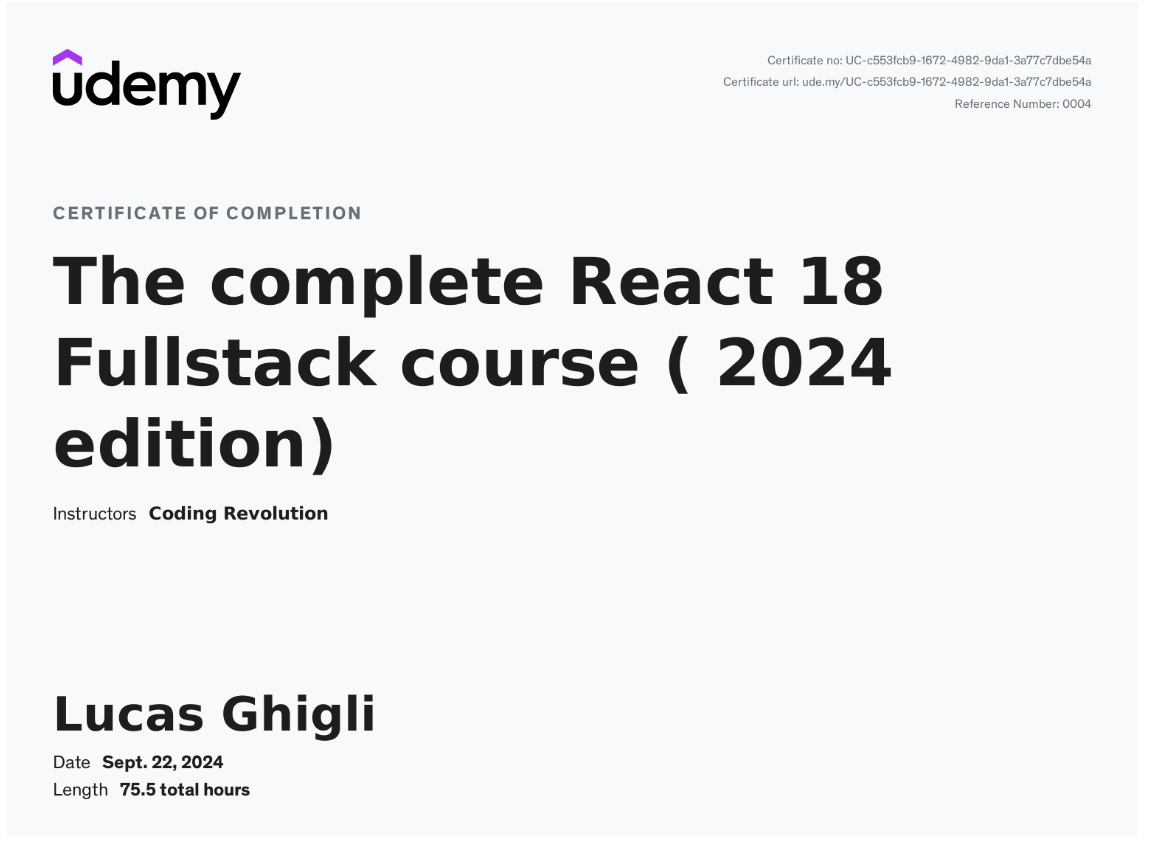 udemy
Certificate no: UC-c553fcb9-1672-4982-9da1-3a77c7dbe54a
Certificate url: ude.my/UC-c553fcb9-1672-4982-9da1-3a77c7dbe54a
Reference Number: 0004
CERTIFICATE OF COMPLETION
The complete React 18
Fullstack course ( 2024
edition)
Instructors Coding Revolution
Lucas Ghigli
Date Sept. 22, 2024
Length 75.5 total hours